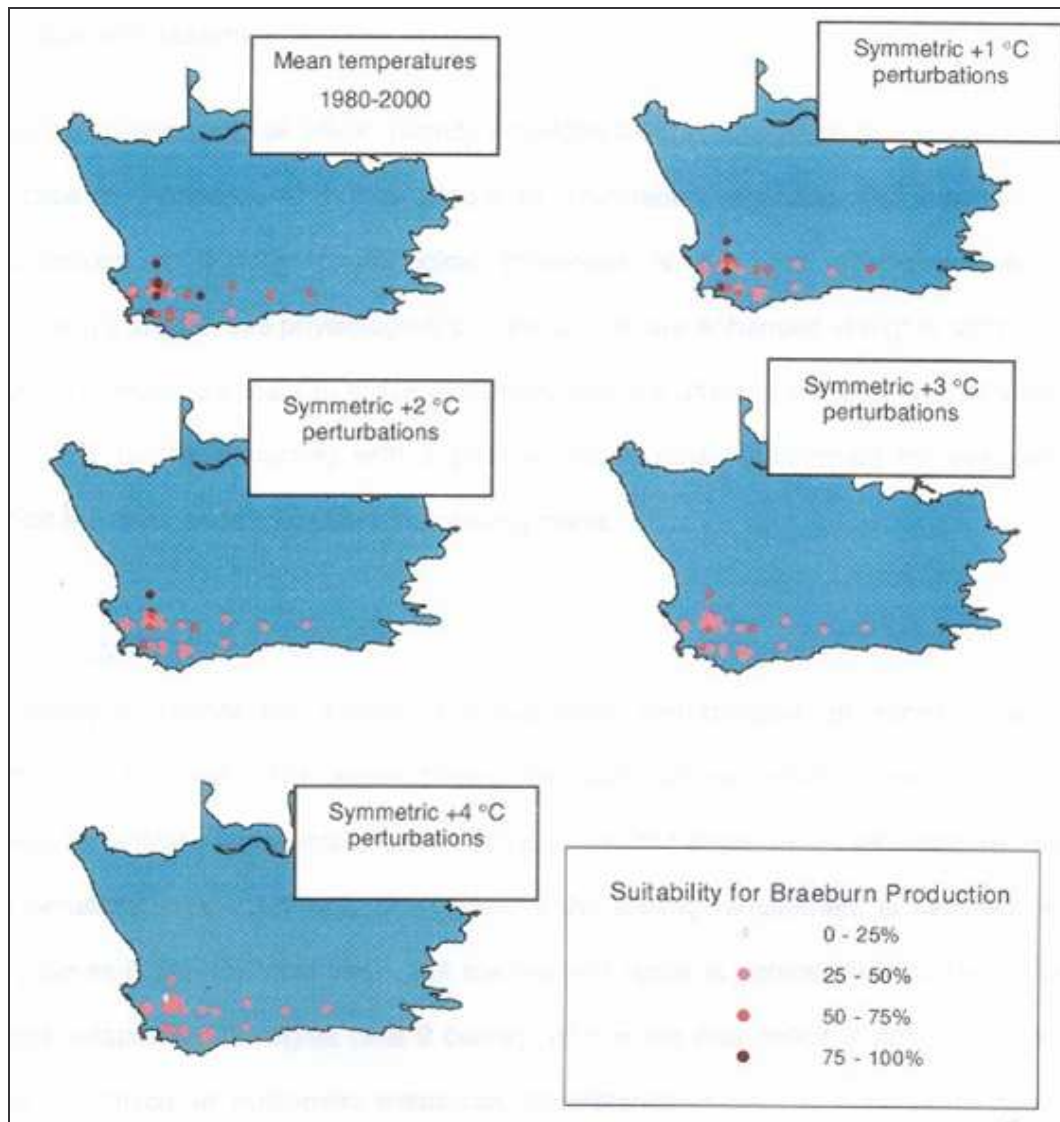 Mean temperatures
1980-2000
Symmetric +1 °C
perturbations
Symmetric +2 °C
perturbations
Symmetric +3 °C
perturbations
Symmetric +4 °C
perturbations
Suitability for Braeburn Production
0 - 25%
25 - 50%
50 - 75%
75 - 100%